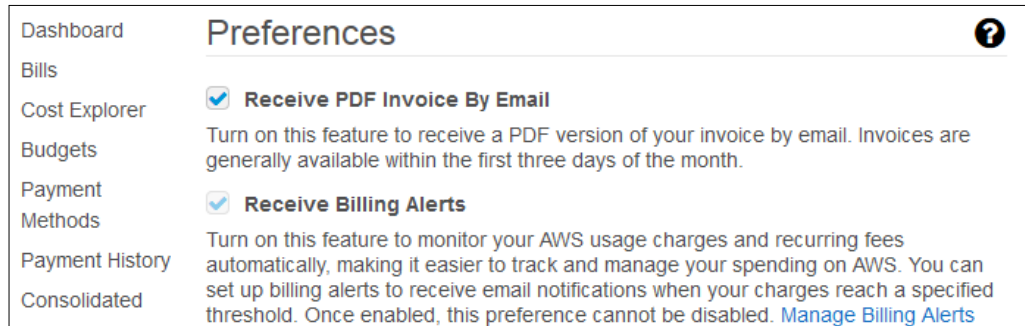 Dashboard
Bills
Cost Explorer
Budgets
Payment
Methods
Payment History
Consolidated
Preferences
?
Receive PDF Invoice By Email
Turn on this feature to receive a PDF version of your invoice by email. Invoices are
generally available within the first three days of the month.
Receive Billing Alerts
Turn on this feature to monitor your AWS usage charges and recurring fees
automatically, making it easier to track and manage your spending on AWS. You can
set up billing alerts to receive email notifications when your charges reach a specified
threshold. Once enabled, this preference cannot be disabled. Manage Billing Alerts